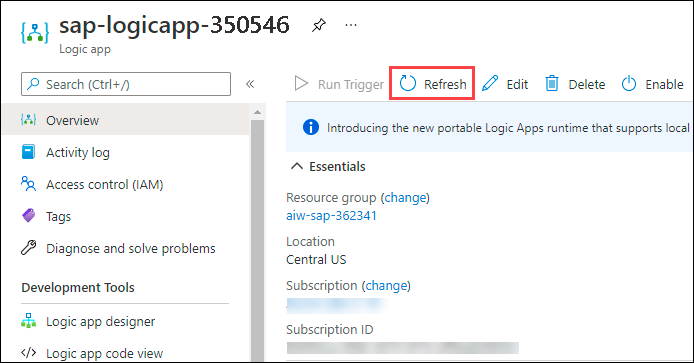 sap-logicapp-350546
Logic app
Search (Ctrl+/)
Overview
Activity log
Access control (IAM)
Tags
Diagnose and solve problems
Development Tools
Logic app designer
Logic app code view
Run Trigger Refresh Edit Delete Enable
Introducing the new portable Logic Apps runtime that supports local
Essentials
Resource group (change)
aiw-sap-362341
Location
Central US
Subscription (change)
Subscription ID